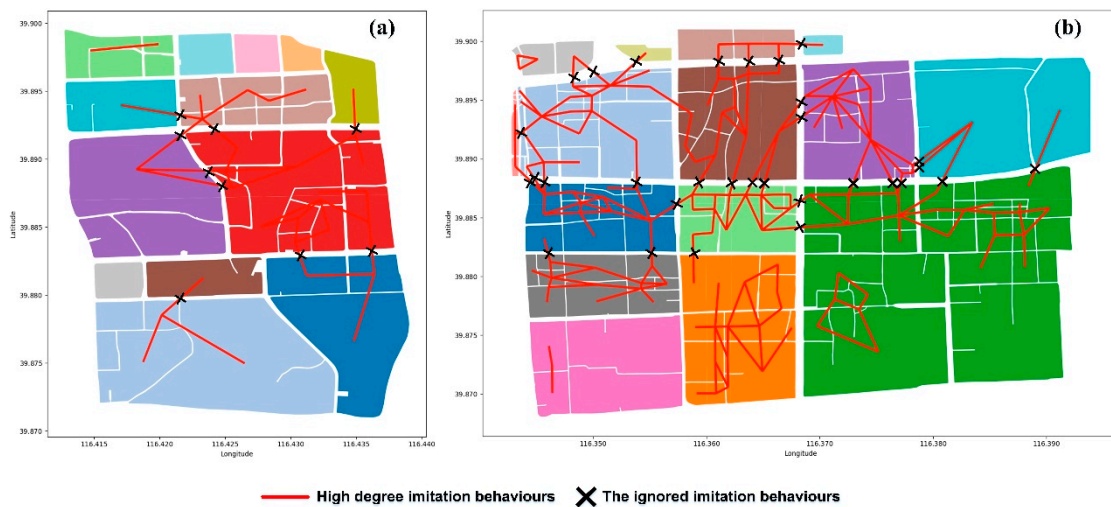 (a)
39.900
39.895
39.890
39.885
39.880
39.875
39.870
Latitude
116.415 116.420 116.425 116.430 116.435 116.440
Longitude
(b)
39.900
39.895
39.890
39.885
39.880
39.875
39.870
Latitude
116.350 116.360 116.370 116.380 116.390
Longitude
High degree imitation behaviours The ignored imitation behaviours